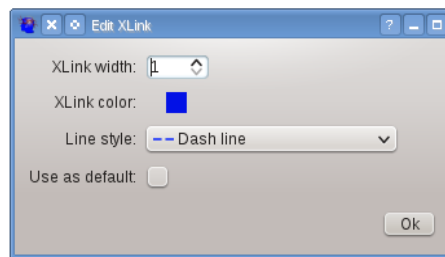 Edit XLink
?
XLink width: 1
XLink color:
Line style: Dash line
Use as default:
Ok